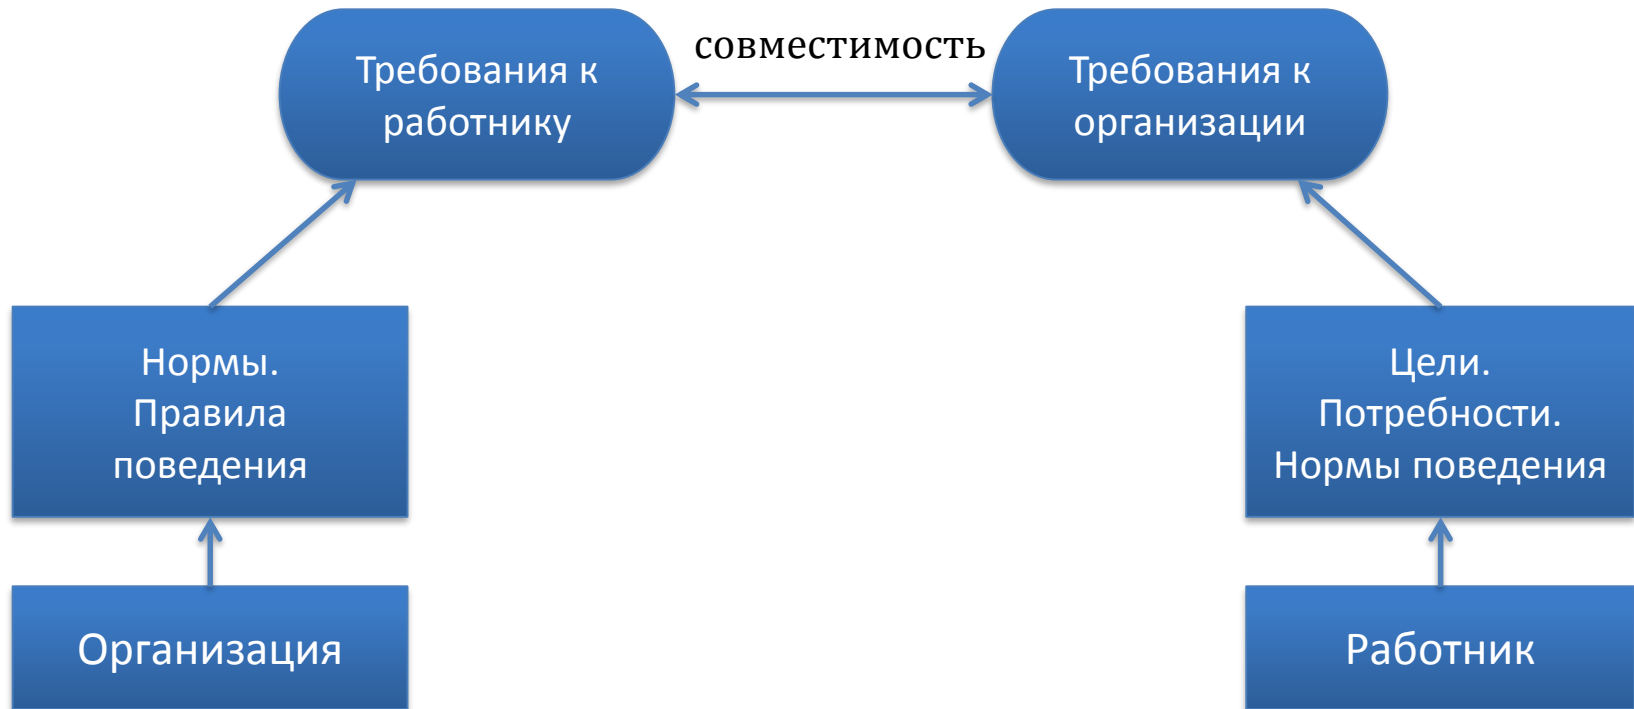 совместимость
Требования к
работнику
Требования к
организации
Нормы.
Правила
поведения
Цели.
Потребности.
Нормы поведения
Организация
Работник